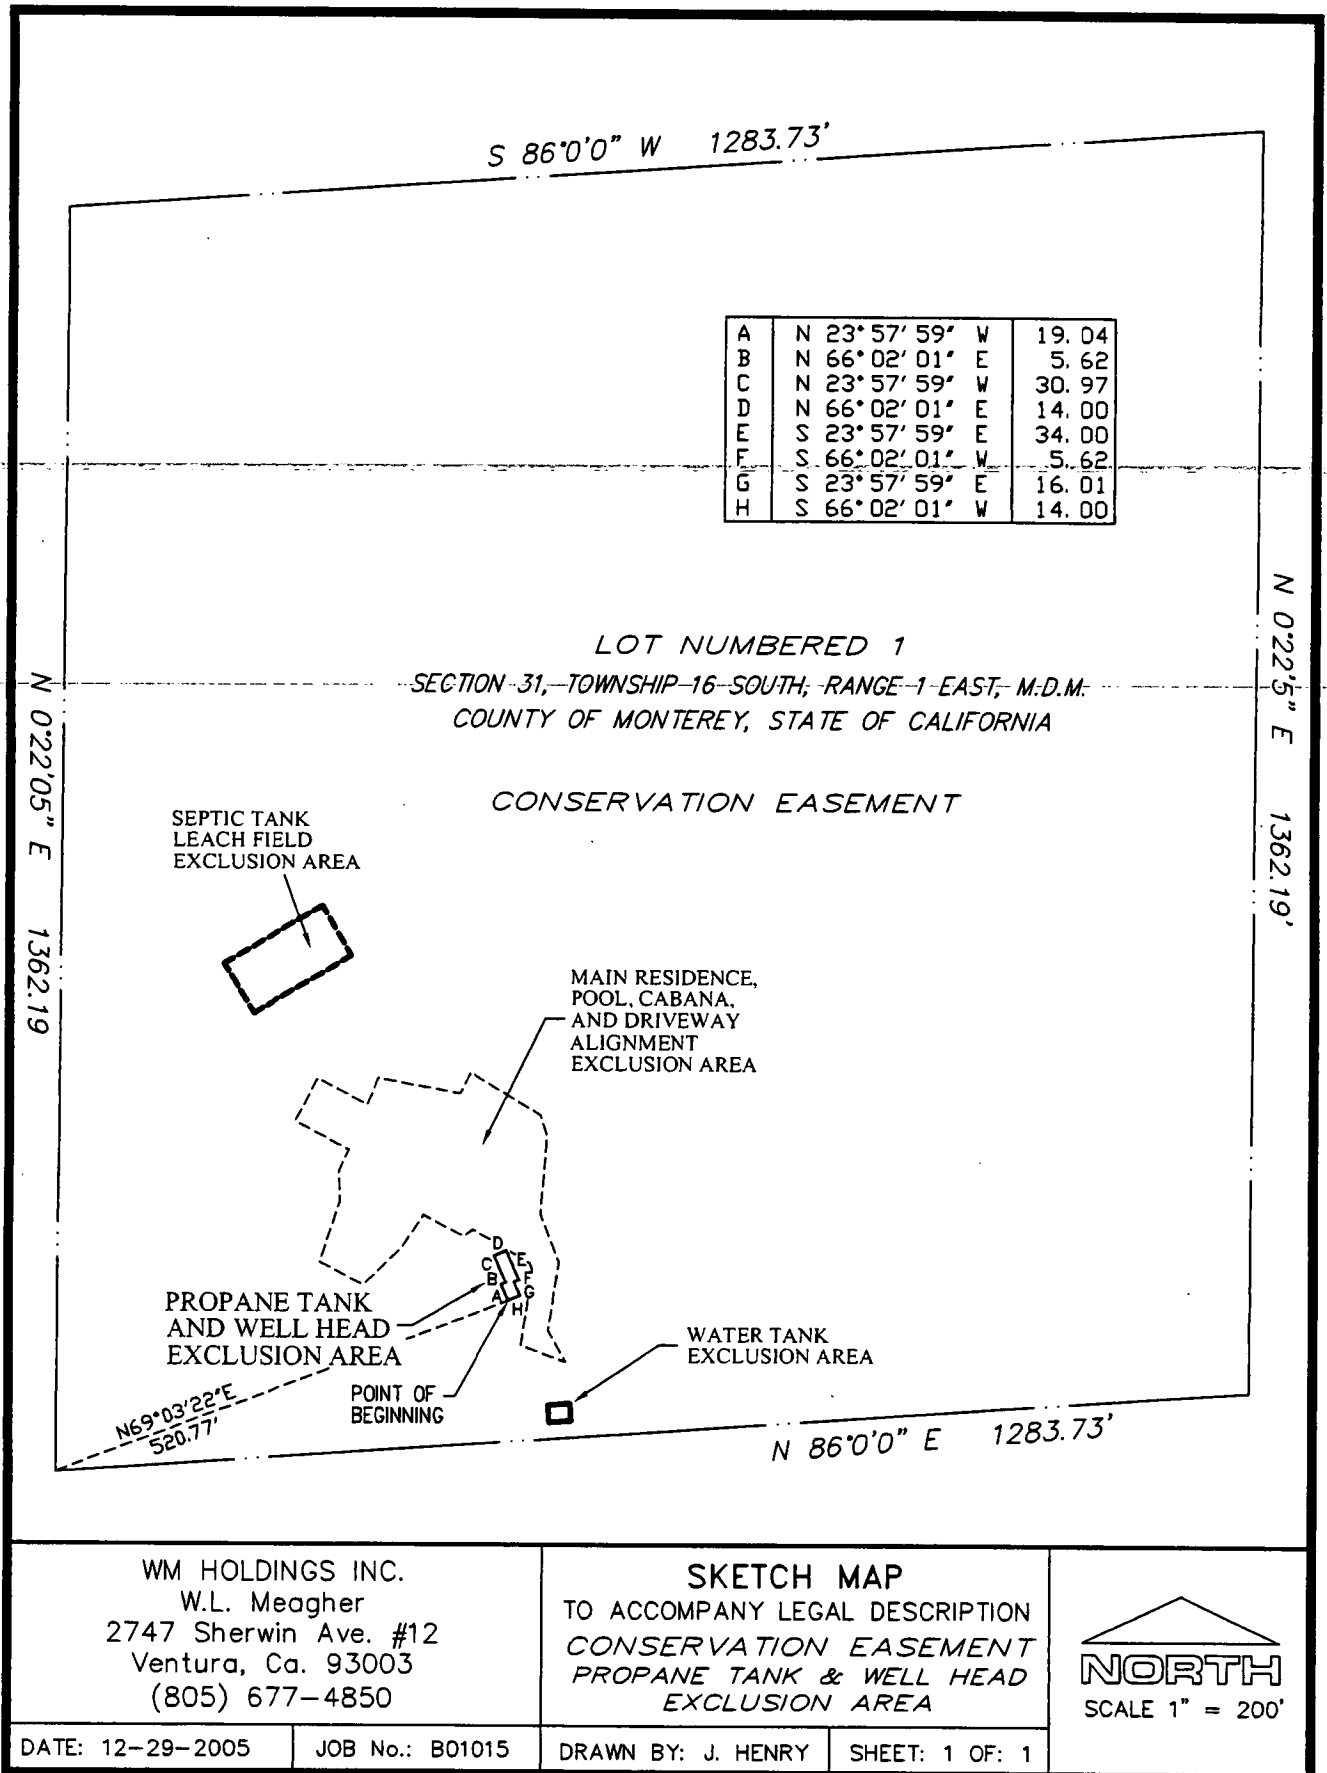 S 86°0'0" W 1283.73'
A N 23°57'59" W 19.04
B N 66°02'01" E 5.62
C N 23°57'59" W 30.97
D N 66°02'01" E 14.00
E S 23°57'59" E 34.00
F S 66°02'01" W 5.62
G S 23°57'59" E 16.01
H S 66°02'01" W 14.00
N 0°22'05" E 1362.19
N 0°22'5" E 1362.19'
LOT NUMBERED 1
SECTION 31, TOWNSHIP 16 SOUTH, RANGE 1 EAST, M.D.M.
COUNTY OF MONTEREY, STATE OF CALIFORNIA
CONSERVATION EASEMENT
SEPTIC TANK
LEACH FIELD
EXCLUSION AREA
MAIN RESIDENCE,
POOL, CABANA,
AND DRIVEWAY
ALIGNMENT
EXCLUSION AREA
D
C
E
B
F
A
G
H
PROPANE TANK
AND WELL HEAD
EXCLUSION AREA
POINT OF
BEGINNING
WATER TANK
EXCLUSION AREA
N69°03'22"E
520.77'
N 86°0'0" E 1283.73'
WM HOLDINGS INC.
W.L. Meagher
2747 Sherwin Ave. #12
Ventura, Ca. 93003
(805) 677-4850
SKETCH MAP
TO ACCOMPANY LEGAL DESCRIPTION
CONSERVATION EASEMENT
PROPANE TANK & WELL HEAD
EXCLUSION AREA
NORTH
SCALE 1" = 200'
DATE: 12-29-2005
JOB No.: B01015
DRAWN BY: J. HENRY
SHEET: 1 OF: 1